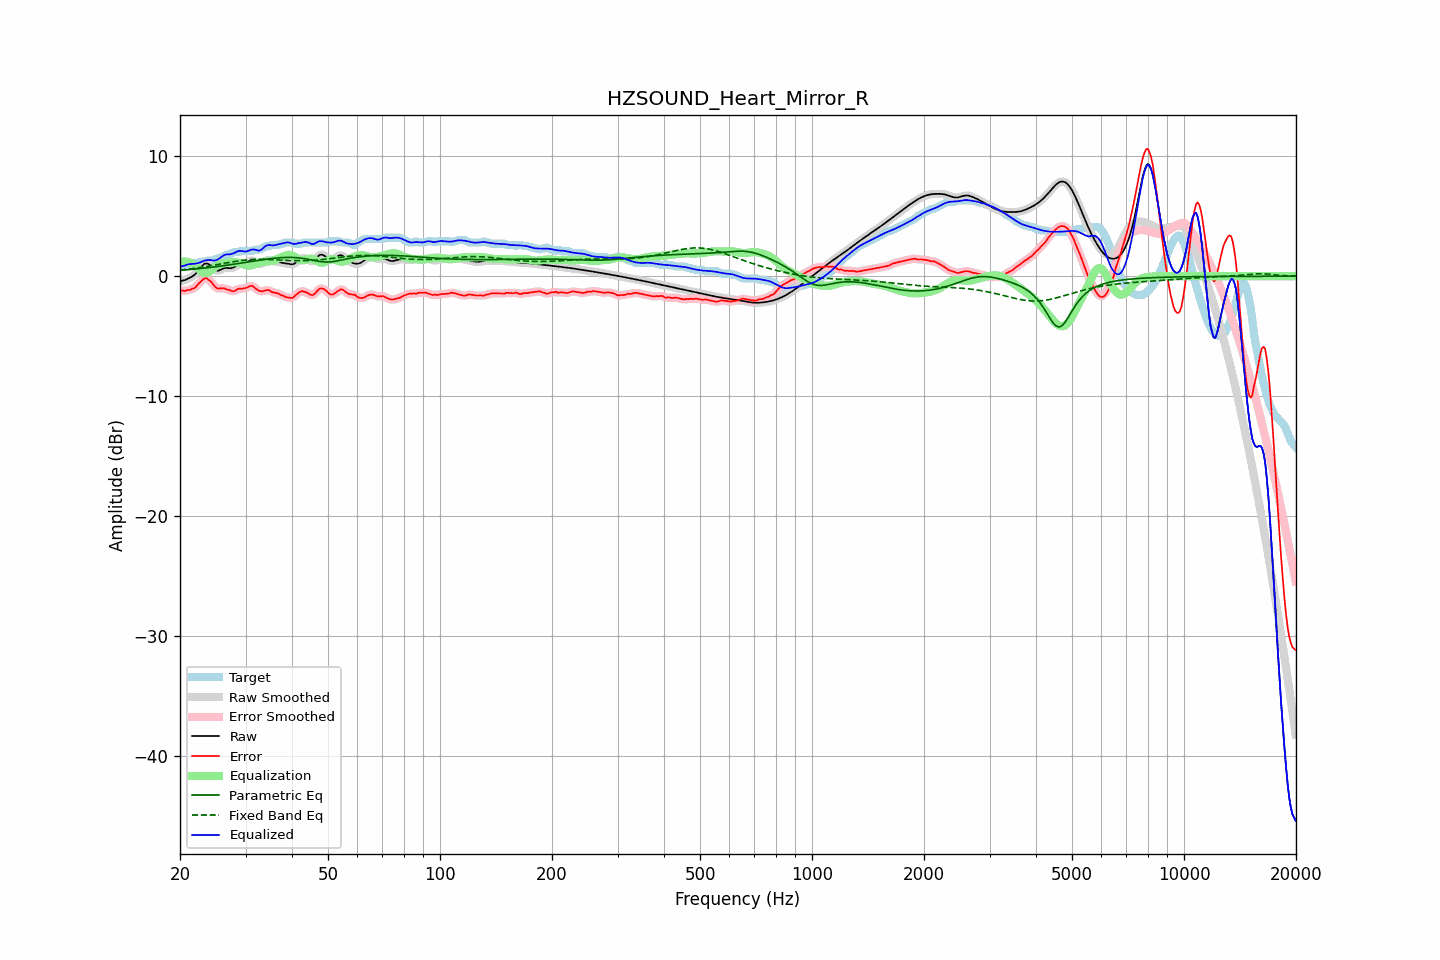 HZSOUND_Heart_Mirror_R
Amplitude (dBr)
10
0
−10
−20
−30
−40
Target
Raw Smoothed
Error Smoothed
Raw
Error
Equalization
Parametric Eq
Fixed Band Eq
Equalized
20 50 100 200 500 1000 2000 5000 10000 20000
Frequency (Hz)